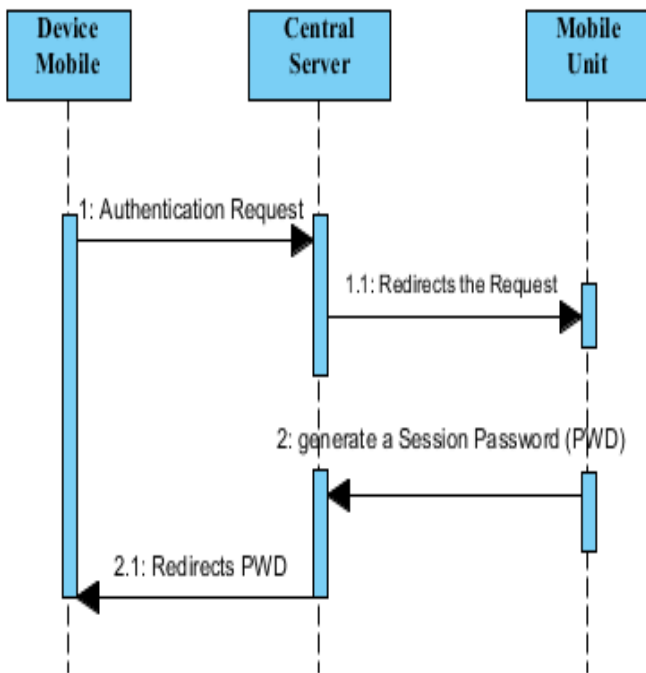 Device
Mobile
Central
Server
Mobile
Unit
1: Authentication Request
1.1: Redirects the Request
2: generate a Session Password (PWD)
2.1: Redirects PWD